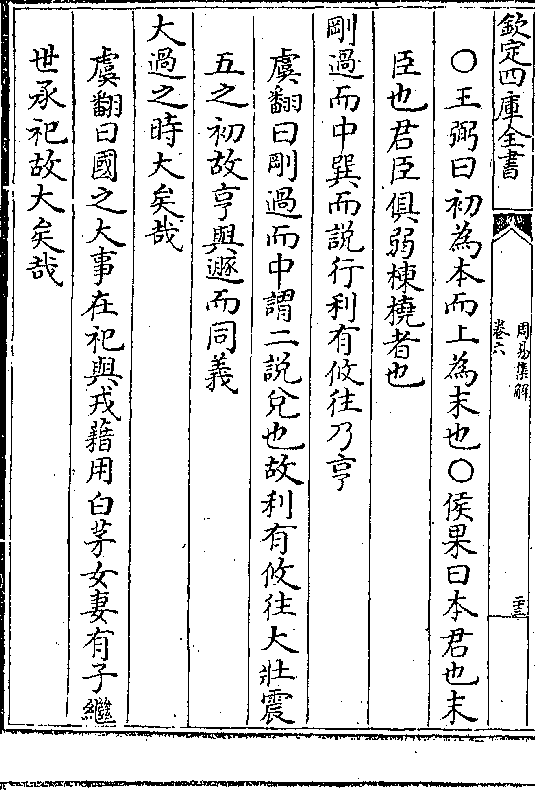 欽定四庫全書
周易集解
卷六
二十三
○王弼曰初為本而上為末也○侯果曰本君也末
臣也君臣俱弱棟橈者也
剛過而中巽而說行利有攸往乃亨
虞翻曰剛過而中謂二說兌也故利有攸往大壯震
五之初故亨與遯而同義
大過之時大矣哉
虞翻曰國之大事在祀與戎藉用白茅女妻有子繼
世承祀故大矣哉